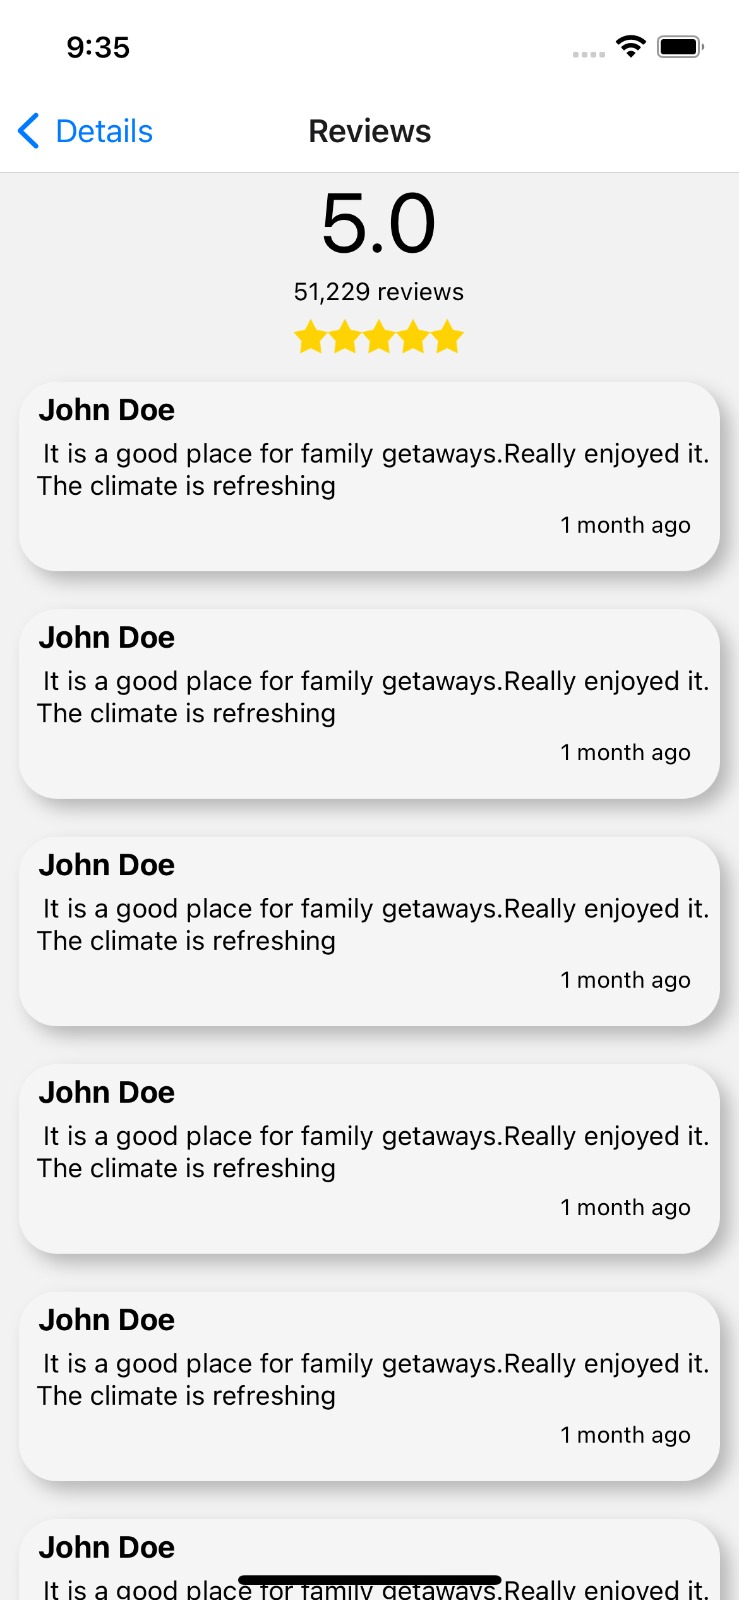 9:35
Details
Reviews
5.0
51,229 reviews
John Doe
It is a good place for family getaways.Really enjoyed it.
The climate is refreshing
1 month ago
John Doe
It is a good place for family getaways.Really enjoyed it.
The climate is refreshing
1 month ago
John Doe
It is a good place for family getaways.Really enjoyed it.
The climate is refreshing
1 month ago
John Doe
It is a good place for family getaways.Really enjoyed it.
The climate is refreshing
1 month ago
John Doe
It is a good place for family getaways.Really enjoyed it.
The climate is refreshing
1 month ago
John Doe
It is a good place for family getaways.Really enjoyed it.